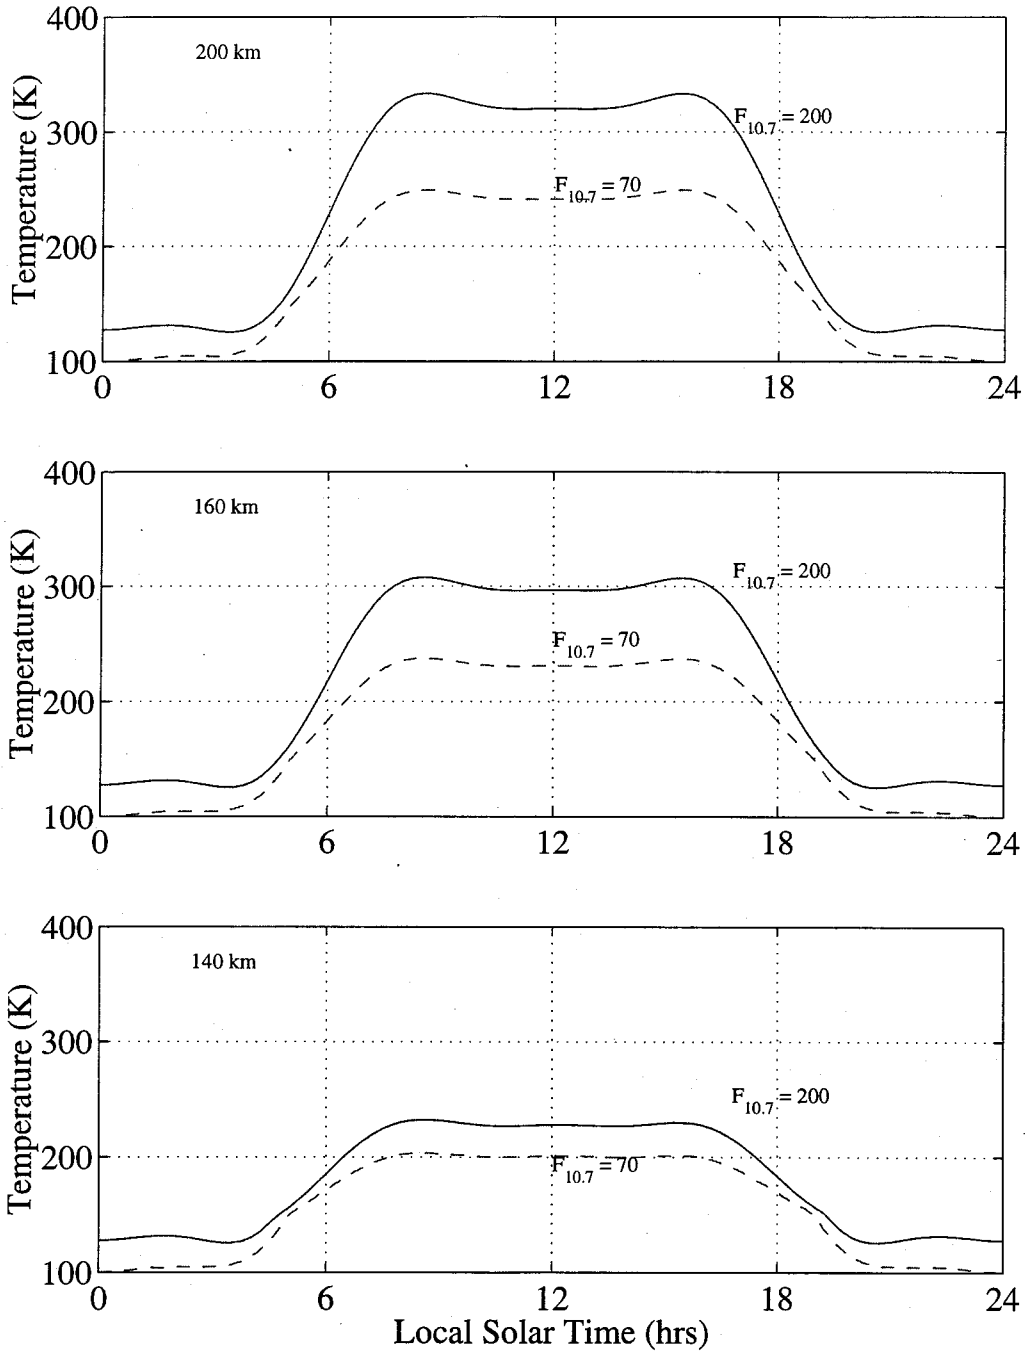 400
200 km
F10.7 = 200
300
F10.7 = 70
200
100
0 6 12 18 24
Temperature (K)
400
160 km
F10.7 = 200
300
F10.7 = 70
200
100
0 6 12 18 24
Temperature (K)
400
140 km
300
F10.7 = 200
200
F10.7 = 70
100
0 6 12 18 24
Temperature (K)
Local Solar Time (hrs)